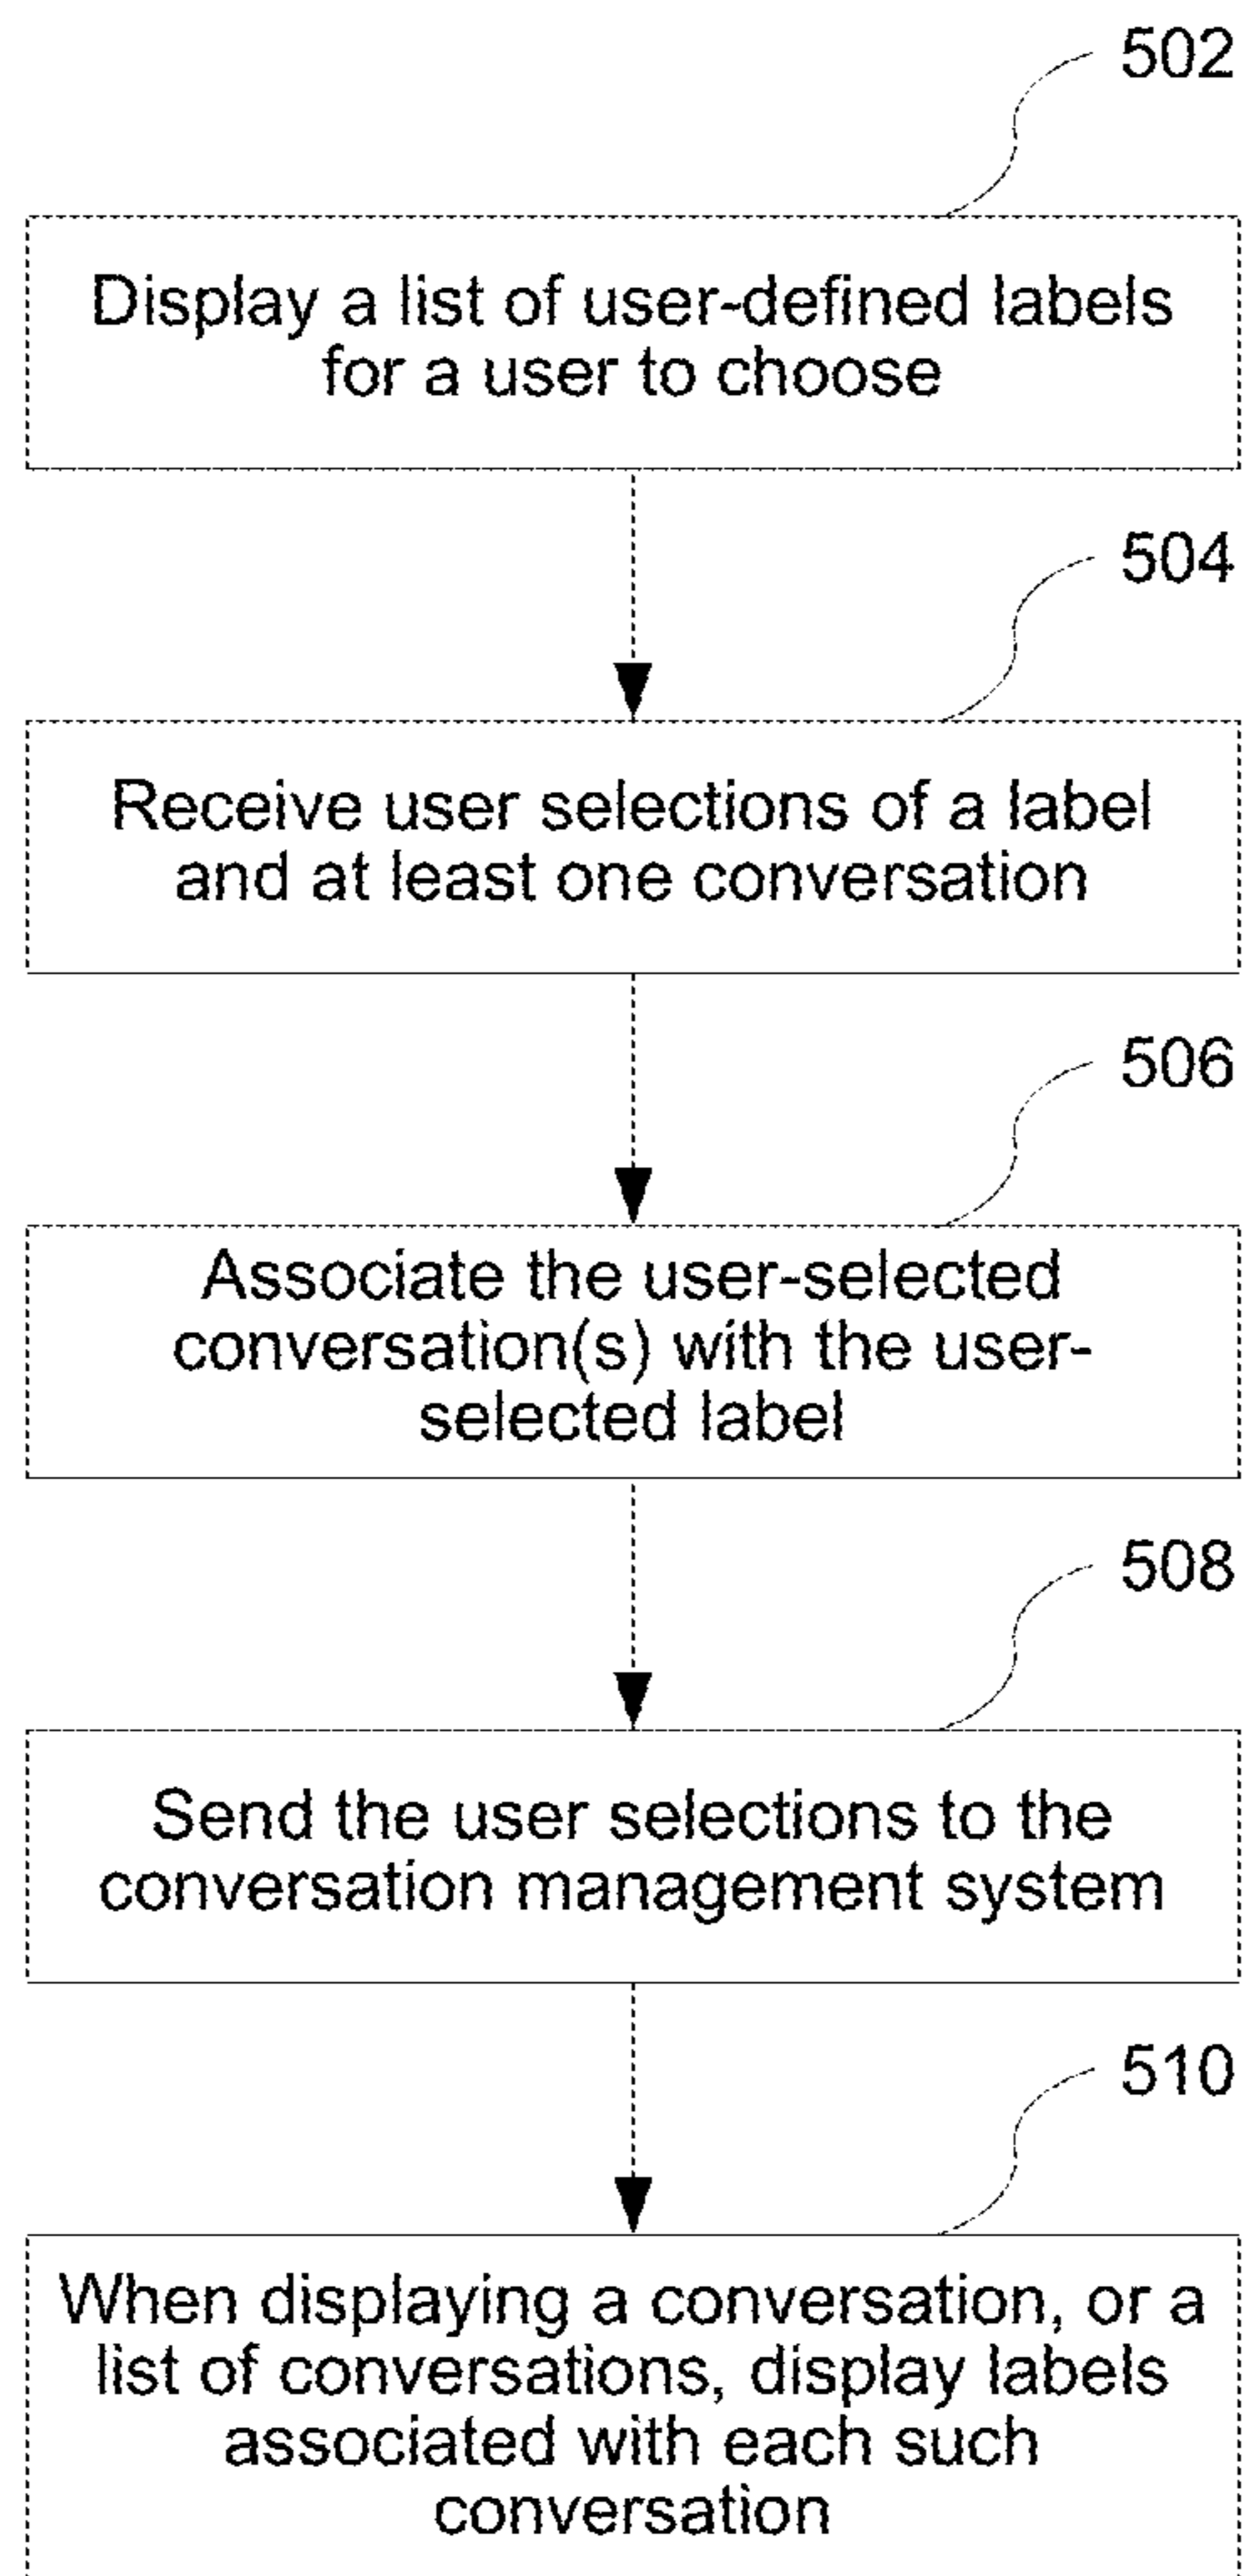 502
Display a list of user-defined labels
for a user to choose
504
Receive user selections of a label
and at least one conversation
506
Associate the user-selected
conversation(s) with the user-
selected label
508
Send the user selections to the
conversation management system
510
When displaying a conversation, or a
list of conversations, display labels
associated with each such
conversation